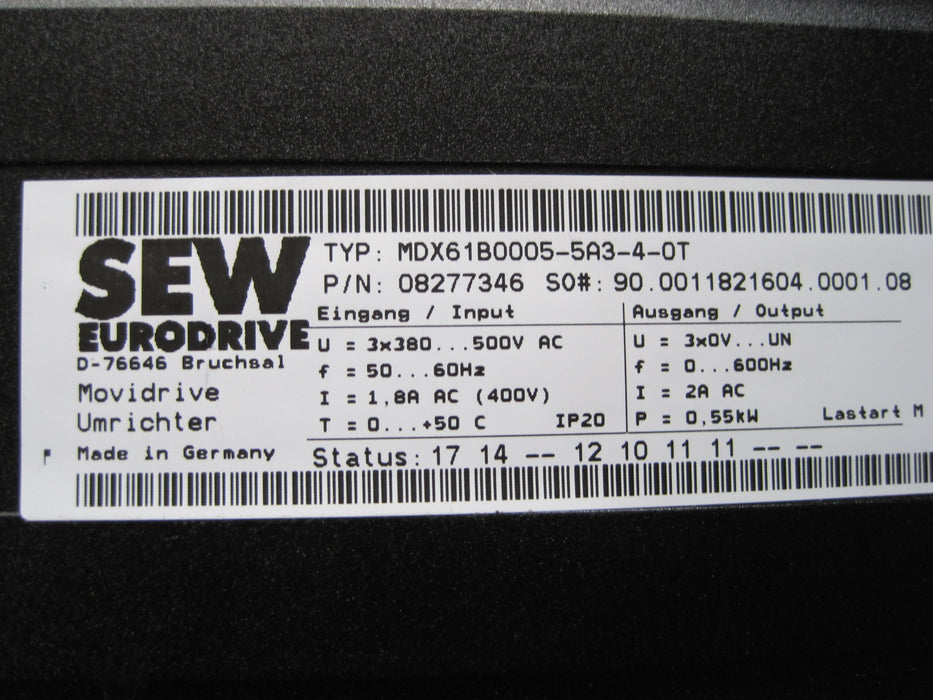 SEW
EURODRIVE
D-76646 Bruchsal
Movidrive
Umrichter
Made in Germany
TYP: MDX61B0005-5A3-4-0T
P/N: 08277346 SO#: 90.0011821604.0001.08
Eingang / Input
U = 3x380...500V AC
f = 50...60Hz
I = 1,8A AC (400V)
T = 0...+50 C IP20
Ausgang / Output
U = 3x0V...UN
f = 0...600Hz
I = 2A AC
P = 0,55kW Lastart M
Status: 17 14 -- 12 10 11 11 -- --